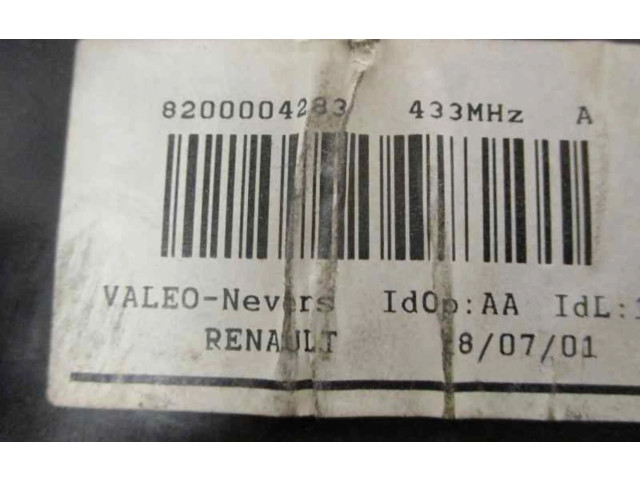 8200004283 433MHz A
VALEO-Nevers IdOp:AA IdL:
RENAULT 8/07/01